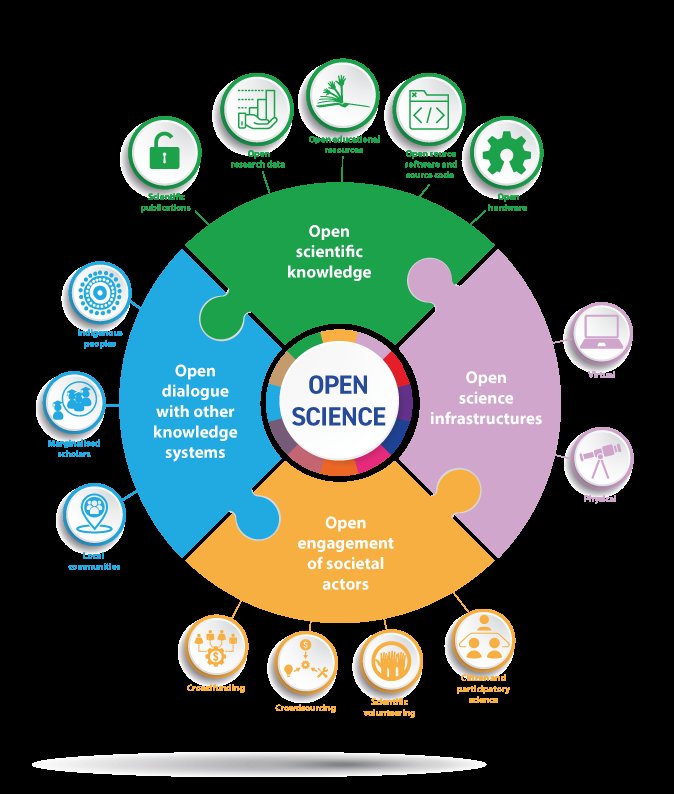 Open
research data
Open educational
resources
Open source
software and
source code
Scientific
publications
Open
hardware
Open
scientific
knowledge
Indigenous
peoples
Marginalised
scholars
Local
communities
Open
dialogue
with other
knowledge
systems
OPEN
SCIENCE
Open
science
infrastructures
Virtual
Physical
Open
engagement
of societal
actors
Crowdfunding
Crowdsourcing
Scientific
volunteering
Citizen and
participatory
science